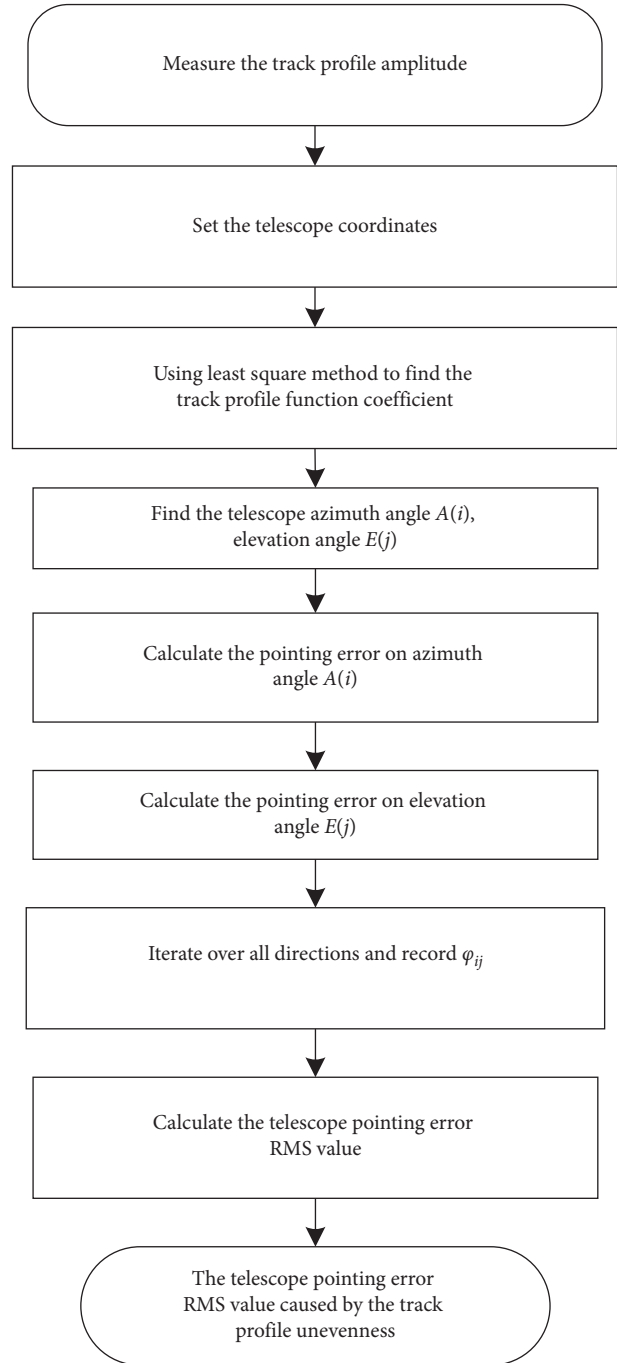 Measure the track profile amplitude
Set the telescope coordinates
Using least square method to find the
track profile function coefficient
Find the telescope azimuth angle A(i),
elevation angle E(j)
Calculate the pointing error on azimuth
angle A(i)
Calculate the pointing error on elevation
angle E(j)
Iterate over all directions and record φij
Calculate the telescope pointing error
RMS value
The telescope pointing error
RMS value caused by the track
profile unevenness